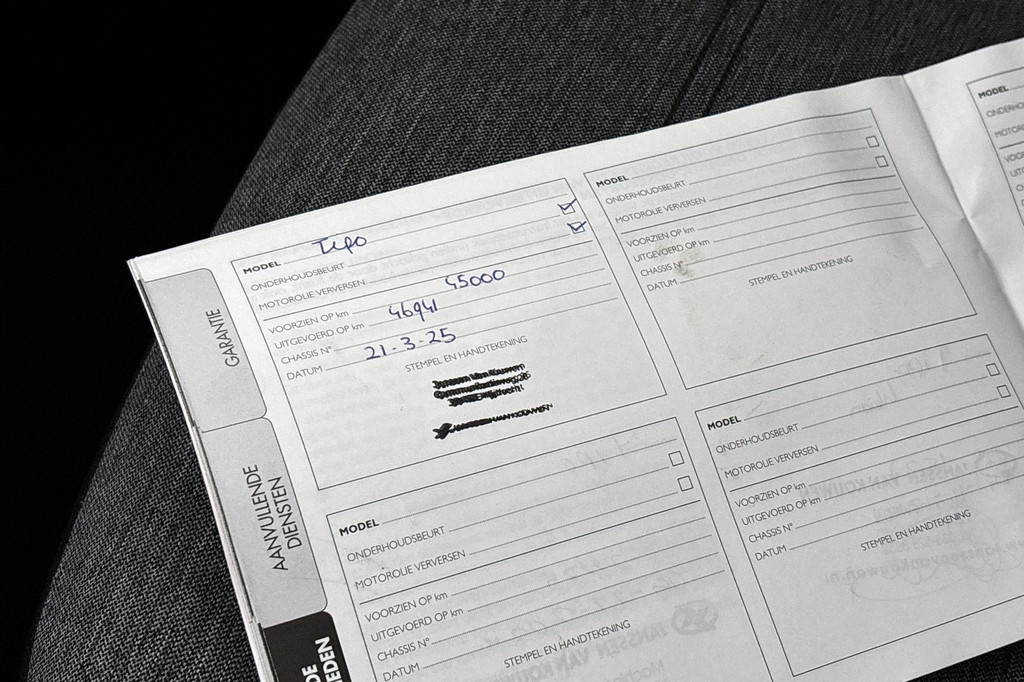 GARANTIE
AANVULLENDE
DIENSTEN
DE
EDEN
MODEL Tipo
ONDERHOUDSBEURT
MOTOROLIE VERVERSEN
VOORZIEN OP km 45000
UITGEVOERD OP km 46941
CHASSIS N°
DATUM 21-3-25
STEMPEL EN HANDTEKENING
MODEL
ONDERHOUDSBEURT
MOTOROLIE VERVERSEN
VOORZIEN OP km
UITGEVOERD OP km
CHASSIS N°
DATUM
STEMPEL EN HANDTEKENING
MODEL
ONDERHOUDSBEURT
MOTOROLIE VERVERSEN
VOORZIEN OP km
UITGEVOERD OP km
CHASSIS N°
DATUM
STEMPEL EN HANDTEKENING
MODEL
ONDERHOUDSBEURT
MOTOROLIE VERVERSEN
VOORZIEN OP km
UITGEVOERD OP km
CHASSIS N°
DATUM
STEMPEL EN HANDTEKENING
MODEL